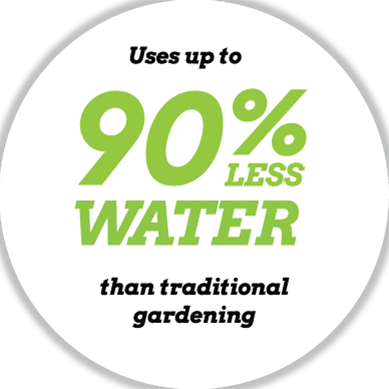 Uses up to
90%
LESS
WATER
than traditional
gardening